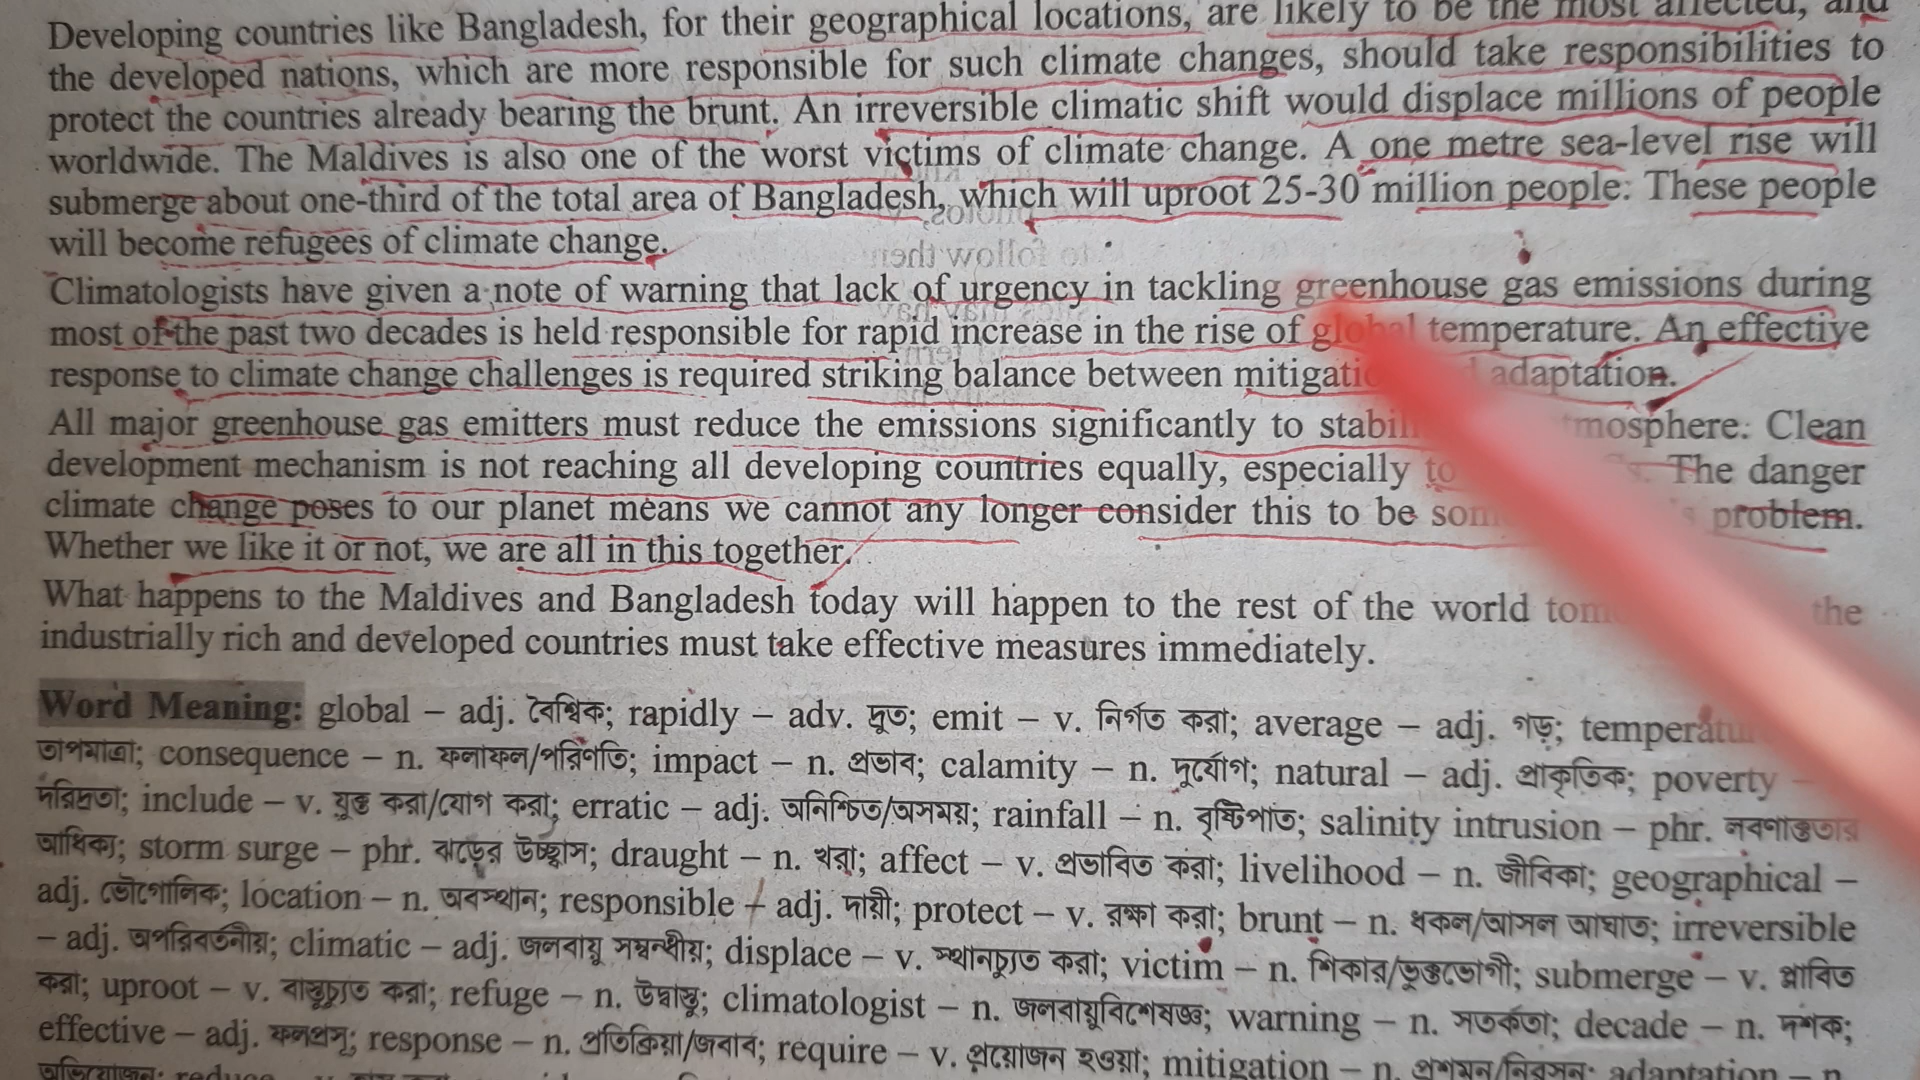 Developing countries like Bangladesh, for their geographical locations, are likely to be the most affected, and
the developed nations, which are more responsible for such climate changes, should take responsibilities to
protect the countries already bearing the brunt. An irreversible climatic shift would displace millions of people
worldwide. The Maldives is also one of the worst victims of climate change. A one metre sea-level rise will
submerge about one-third of the total area of Bangladesh, which will uproot 25-30 million people. These people
will become refugees of climate change.
Climatologists have given a note of warning that lack of urgency in tackling greenhouse gas emissions during
most of the past two decades is held responsible for rapid increase in the rise of global temperature. An effective
response to climate change challenges is required striking balance between adaptation.
All major greenhouse gas emitters must reduce the emissions significantly to Clean
development mechanism is not reaching all developing countries equally, especially to The danger
climate change poses to our planet means we cannot any longer consider this to be problem.
Whether we like it or not, we are all in this together.
What happens to the Maldives and Bangladesh today will happen to the rest of the world the
industrially rich and developed countries must take effective measures immediately.
Word Meaning: global – adj. বৈশ্বিক; rapidly – adv. দ্রুত; emit – v. নির্গত করা; average – adj. গড়;
তাপমাত্রা; consequence – n. ফলাফল/পরিণতি; impact – n. প্রভাব; calamity – n. দুর্যোগ; natural – adj. প্রাকৃতিক; poverty –
দরিদ্রতা; include – v. যুক্ত করা/যোগ করা; erratic – adj. অনিশ্চিত/অসময়; rainfall – n. বৃষ্টিপাত; salinity intrusion – phr. লবণাক্ততার
আধিক্য; storm surge – phr. ঝড়ের উচ্ছ্বাস; draught – n. খরা; affect – v. প্রভাবিত করা; livelihood – n. জীবিকা; geographical –
adj. ভৌগোলিক; location – n. অবস্থান; responsible – adj. দায়ী; protect – v. রক্ষা করা; brunt – n. ধকল/আসল আঘাত; irreversible
– adj. অপরিবর্তনীয়; climatic – adj. জলবায়ু সম্বন্ধীয়; displace – v. স্থানচ্যুত করা; victim – n. শিকার/ভুক্তভোগী; submerge – v. প্লাবিত
করা; uproot – v. বাস্তুচ্যুত করা; refuge – n. উদ্বাস্তু; climatologist – n. জলবায়ুবিশেষজ্ঞ; warning – n. সতর্কতা; decade – n. দশক;
effective – adj. ফলপ্রসূ; response – n. প্রতিক্রিয়া/জবাব; require – v. প্রয়োজন হওয়া; mitigation – n. প্রশমন/নিরসন; adaptation – n.